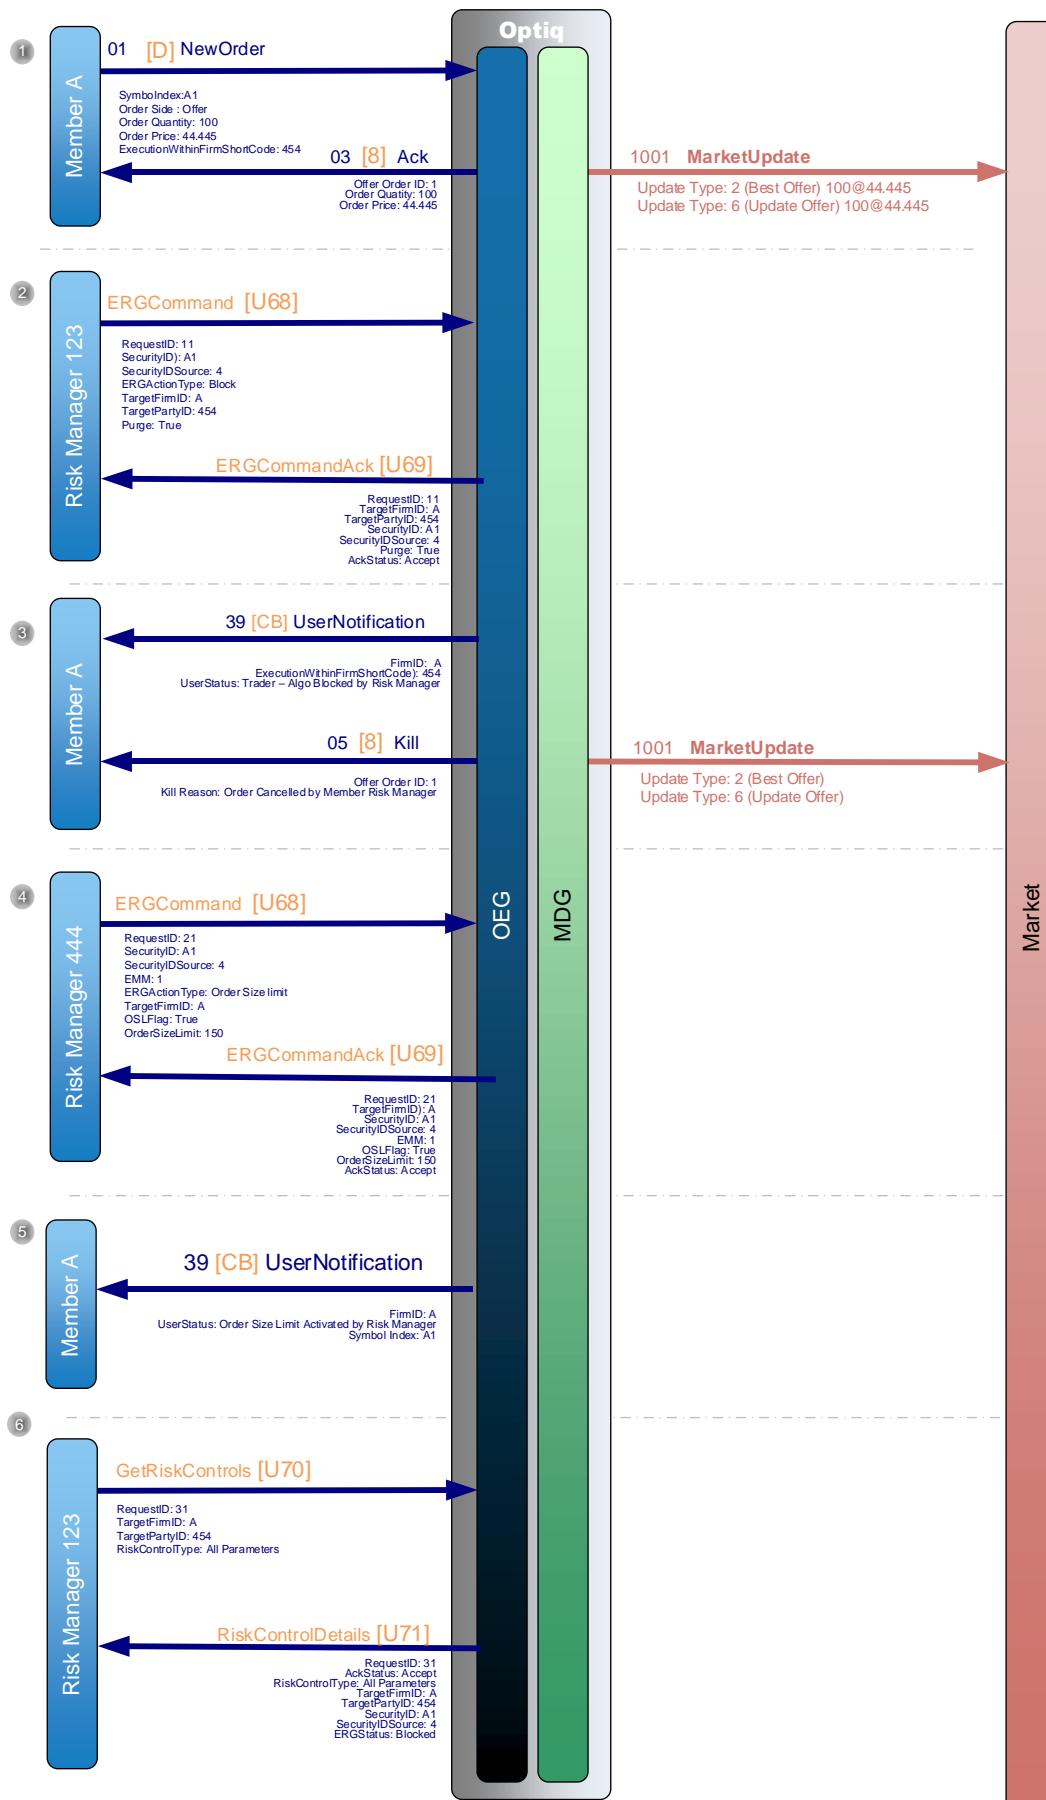 Optiq
1
Member A
01 [D] NewOrder
SymbolIndex:A1
Order Side : Offer
Order Quantity: 100
Order Price: 44.445
ExecutionWithinFirmShortCode: 454
03 [8] Ack
Offer Order ID: 1
Order Quatity: 100
Order Price: 44.445
1001 MarketUpdate
Update Type: 2 (Best Offer) 100@44.445
Update Type: 6 (Update Offer) 100@44.445
2
Risk Manager 123
ERGCommand [U68]
RequestID: 11
SecurityID): A1
SecurityIDSource: 4
ERGActionType: Block
TargetFirmID: A
TargetPartyID: 454
Purge: True
ERGCommandAck [U69]
RequestID: 11
TargetFirmID: A
TargetPartyID: 454
SecurityID: A1
SecurityIDSource: 4
Purge: True
AckStatus: Accept
3
Member A
39 [CB] UserNotification
FirmID: A
ExecutionWithinFirmShortCode): 454
UserStatus: Trader – Algo Blocked by Risk Manager
05 [8] Kill
Offer Order ID: 1
Kill Reason: Order Cancelled by Member Risk Manager
1001 MarketUpdate
Update Type: 2 (Best Offer)
Update Type: 6 (Update Offer)
OEG
MDG
Market
4
Risk Manager 444
ERGCommand [U68]
RequestID: 21
SecurityID: A1
SecurityIDSource: 4
EMM: 1
ERGActionType: Order Size limit
TargetFirmID: A
OSLFlag: True
OrderSizeLimit: 150
ERGCommandAck [U69]
RequestID: 21
TargetFirmID): A
SecurityID: A1
SecurityIDSource: 4
EMM: 1
OSLFlag: True
OrderSizeLimit: 150
AckStatus: Accept
5
Member A
39 [CB] UserNotification
FirmID: A
UserStatus: Order Size Limit Activated by Risk Manager
Symbol Index: A1
6
Risk Manager 123
GetRiskControls [U70]
RequestID: 31
TargetFirmID: A
TargetPartyID: 454
RiskControlType: All Parameters
RiskControlDetails [U71]
RequestID: 31
AckStatus: Accept
RiskControlType: All Parameters
TargetFirmID: A
TargetPartyID: 454
SecurityID: A1
SecurityIDSource: 4
ERGStatus: Blocked